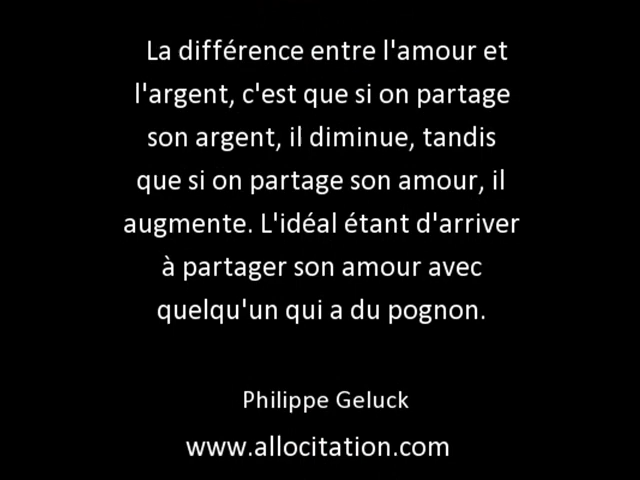 La différence entre l'amour et
l'argent, c'est que si on partage
son argent, il diminue, tandis
que si on partage son amour, il
augmente. L'idéal étant d'arriver
à partager son amour avec
quelqu'un qui a du pognon.
Philippe Geluck
www.allocitation.com